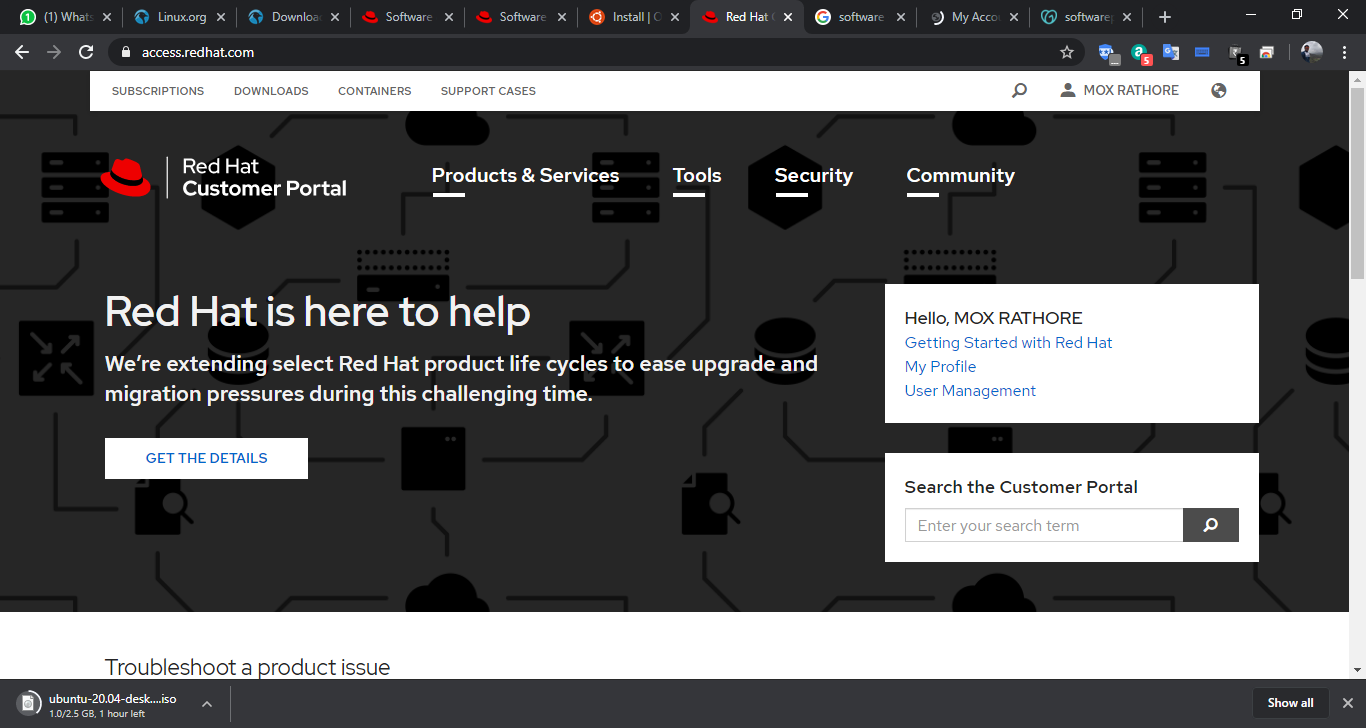 (1) Whats
Linux.org
Downloa
Software
Software
Install | O
Red Hat C
software
My Acco
software
access.redhat.com
5
5
SUBSCRIPTIONS
DOWNLOADS
CONTAINERS
SUPPORT CASES
MOX RATHORE
Red Hat
Customer Portal
Products & Services
Tools
Security
Community
Red Hat is here to help
We’re extending select Red Hat product life cycles to ease upgrade and
migration pressures during this challenging time.
GET THE DETAILS
Hello, MOX RATHORE
Getting Started with Red Hat
My Profile
User Management
Search the Customer Portal
Enter your search term
Troubleshoot a product issue
ubuntu-20.04-desk....iso
1.0/2.5 GB, 1 hour left
Show all